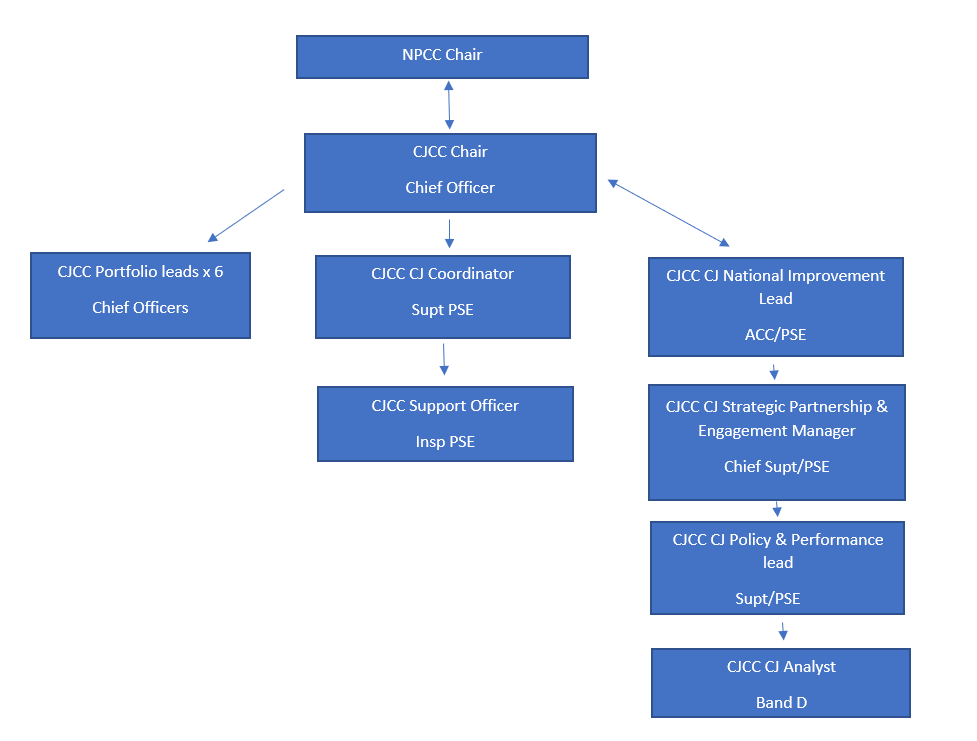 NPCC Chair
CJCC Chair
Chief Officer
CJCC Portfolio leads x 6
Chief Officers
CJCC CJ Coordinator
Supt PSE
CJCC Support Officer
Insp PSE
CJCC CJ National Improvement
Lead
ACC/PSE
CJCC CJ Strategic Partnership &
Engagement Manager
Chief Supt/PSE
CJCC CJ Policy & Performance
lead
Supt/PSE
CJCC CJ Analyst
Band D